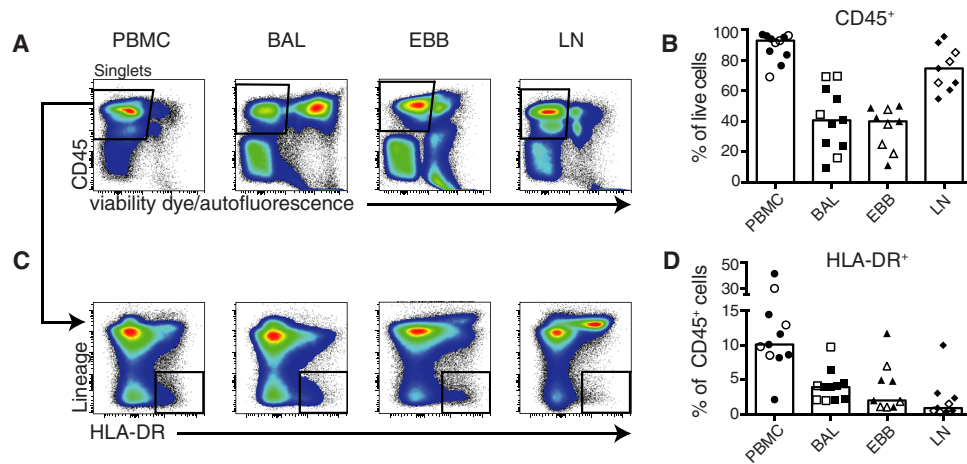 A
PBMC
BAL
EBB
LN
Singlets
CD45
viability dye/autofluorescence
B
CD45+
% of live cells
100
80
60
40
20
0
PBMC
BAL
EBB
LN
C
Lineage
HLA-DR
D
HLA-DR+
% of CD45+ cells
50
30
15
10
5
0
PBMC
BAL
EBB
LN